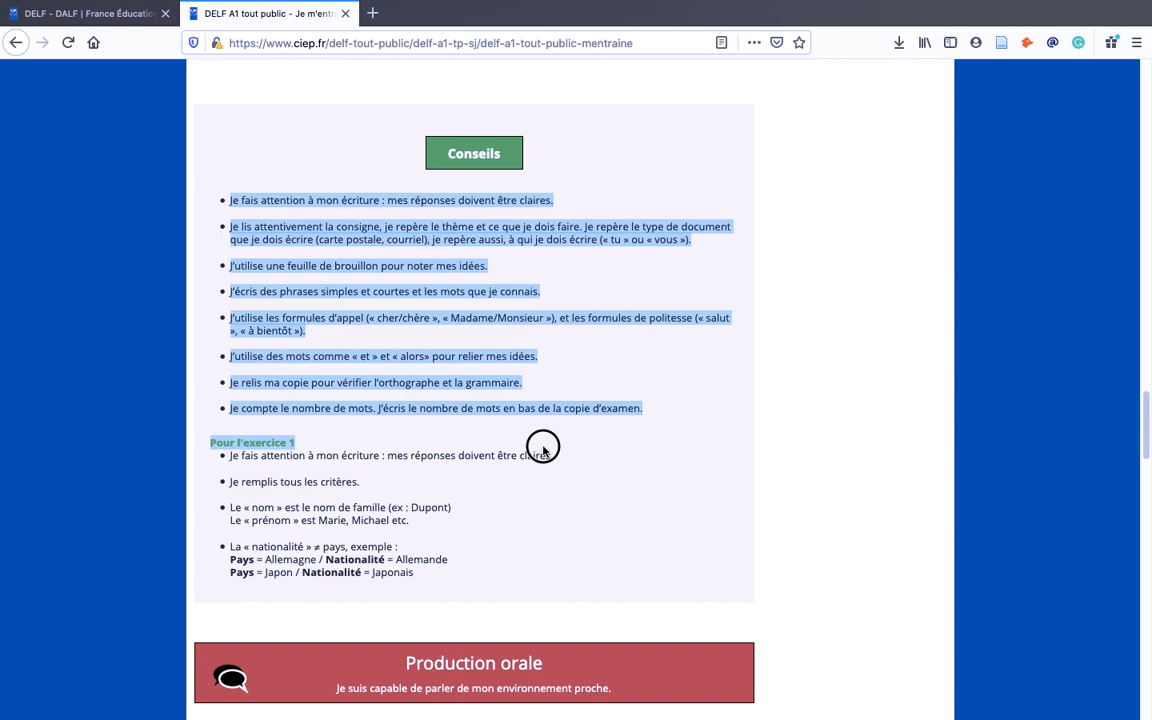 DELF - DALF | France Éducatio
DELF A1 tout public - Je m'entr
https://www.ciep.fr/delf-tout-public/delf-a1-tp-sj/delf-a1-tout-public-mentraine
Conseils
Je fais attention à mon écriture : mes réponses doivent être claires.
Je lis attentivement la consigne, je repère le thème et ce que je dois faire. Je repère le type de document
que je dois écrire (carte postale, courriel), je repère aussi, à qui je dois écrire (« tu » ou « vous »).
J'utilise une feuille de brouillon pour noter mes idées.
J'écris des phrases simples et courtes et les mots que je connais.
J'utilise les formules d'appel (« cher/chère », « Madame/Monsieur »), et les formules de politesse (« salut
», « à bientôt »).
J'utilise des mots comme « et » et « alors» pour relier mes idées.
Je relis ma copie pour vérifier l'orthographe et la grammaire.
Je compte le nombre de mots. J'écris le nombre de mots en bas de la copie d'examen.
Pour l'exercice 1
Je fais attention à mon écriture : mes réponses doivent être claires.
Je remplis tous les critères.
Le « nom » est le nom de famille (ex : Dupont)
Le « prénom » est Marie, Michael etc.
La « nationalité » ≠ pays, exemple :
Pays = Allemagne / Nationalité = Allemande
Pays = Japon / Nationalité = Japonais
Production orale
Je suis capable de parler de mon environnement proche.